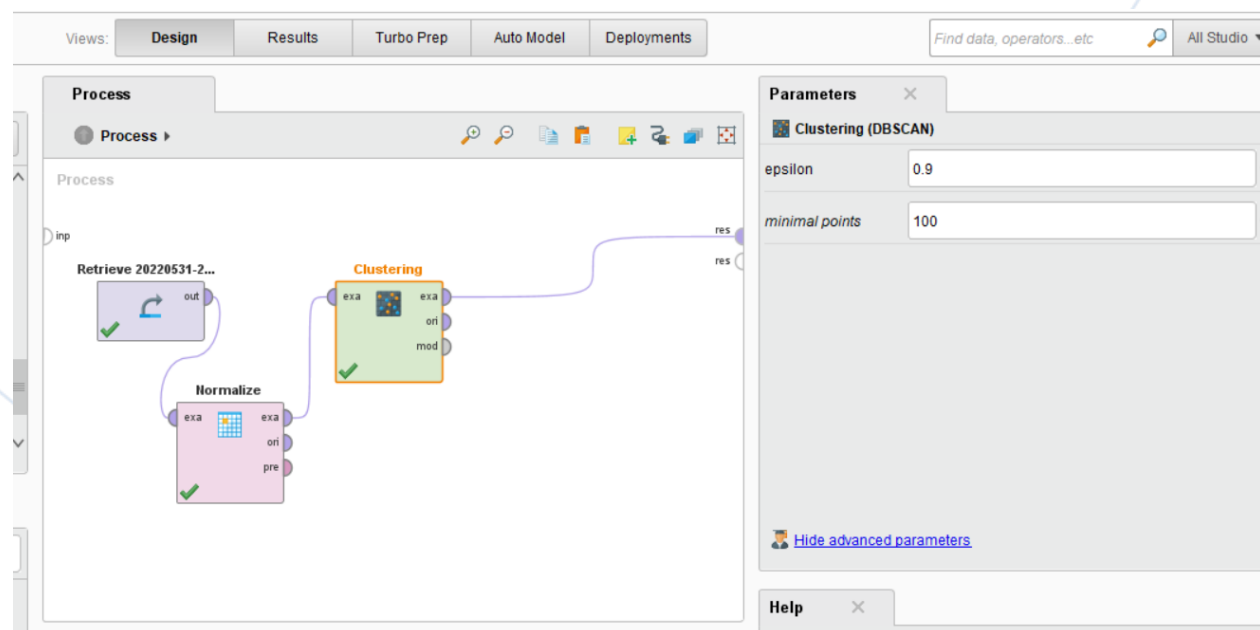 Views:
Design
Results
Turbo Prep
Auto Model
Deployments
Find data, operators...etc
All Studio
Process
Process
Process
inp
res
res
Retrieve 20220531-2...
out
Clustering
exa
exa
ori
mod
Normalize
exa
exa
ori
pre
Parameters
Clustering (DBSCAN)
epsilon
0.9
minimal points
100
Hide advanced parameters
Help